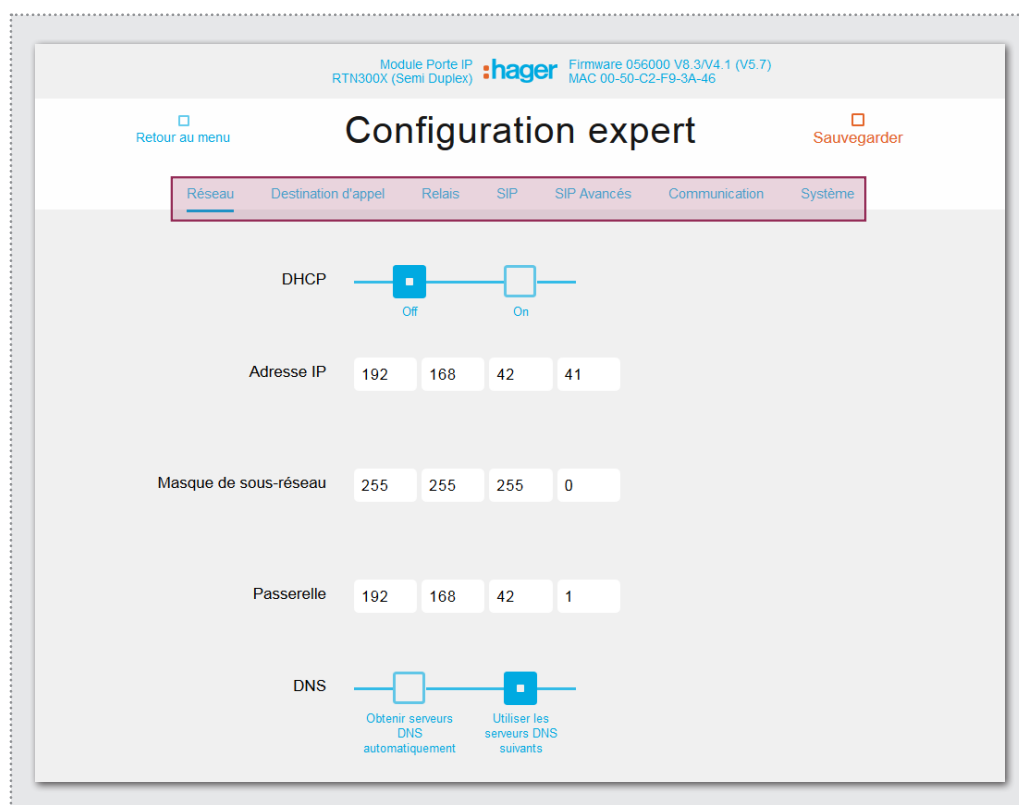 Module Porte IP
RTN300X (Semi Duplex)
:hager
Firmware 056000 V8.3/V4.1 (V5.7)
MAC 00-50-C2-F9-3A-46
Retour au menu
Configuration expert
Sauvegarder
Réseau Destination d'appel Relais SIP SIP Avancés Communication Système
DHCP
Off On
Adresse IP 192 168 42 41
Masque de sous-réseau 255 255 255 0
Passerelle 192 168 42 1
DNS
Obtenir serveurs
DNS
automatiquement
Utiliser les
serveurs DNS
suivants